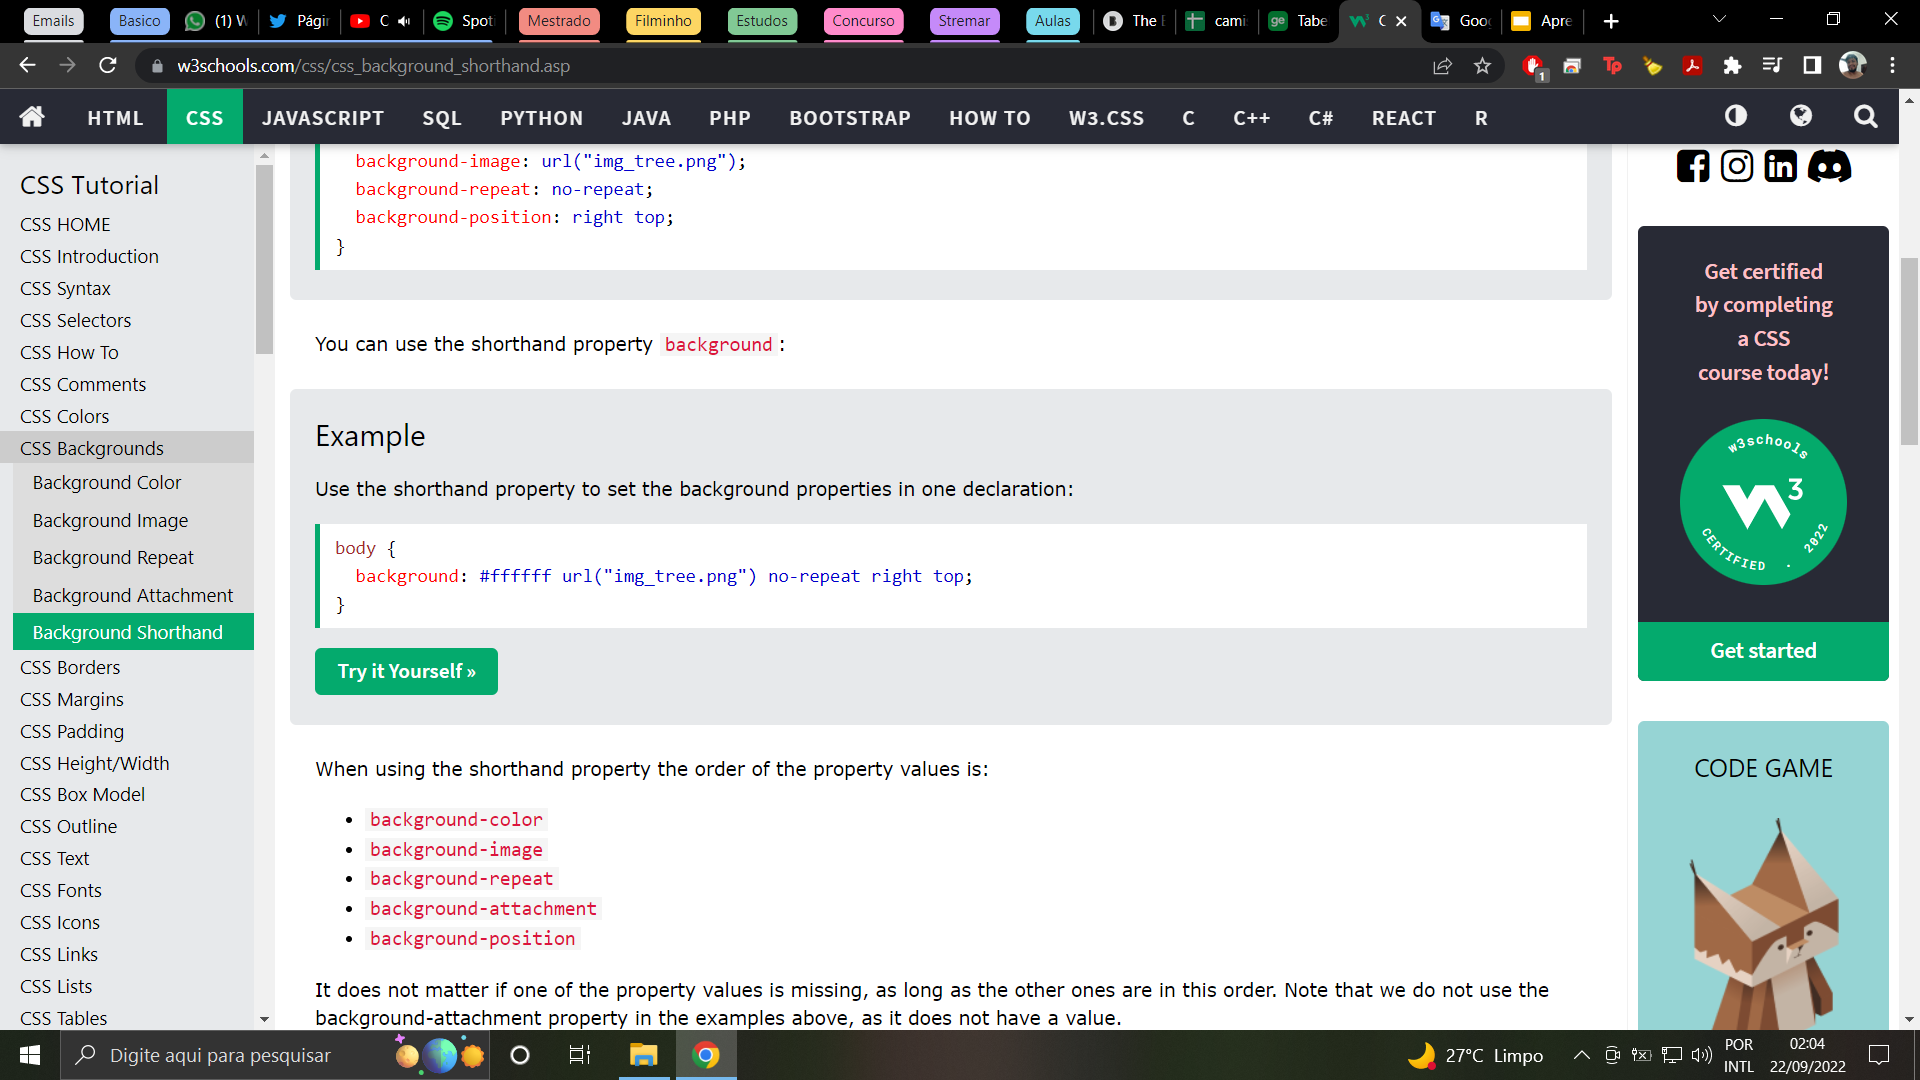 Emails
Basico
(1) W
Págir
C
Spoti
Mestrado
Filminho
Estudos
Concurso
Stremar
Aulas
The B
cami
Tabe
C
Goog
Apre
w3schools.com/css/css_background_shorthand.asp
1
HTML
CSS
JAVASCRIPT
SQL
PYTHON
JAVA
PHP
BOOTSTRAP
HOW TO
W3.CSS
C
C++
C#
REACT
R
CSS Tutorial
CSS HOME
CSS Introduction
CSS Syntax
CSS Selectors
CSS How To
CSS Comments
CSS Colors
CSS Backgrounds
Background Color
Background Image
Background Repeat
Background Attachment
Background Shorthand
CSS Borders
CSS Margins
CSS Padding
CSS Height/Width
CSS Box Model
CSS Outline
CSS Text
CSS Fonts
CSS Icons
CSS Links
CSS Lists
CSS Tables
background-image: url("img_tree.png");
background-repeat: no-repeat;
background-position: right top;
}
You can use the shorthand property background:
Example
Use the shorthand property to set the background properties in one declaration:
body {
background: #ffffff url("img_tree.png") no-repeat right top;
}
Try it Yourself »
When using the shorthand property the order of the property values is:
• background-color
• background-image
• background-repeat
• background-attachment
• background-position
It does not matter if one of the property values is missing, as long as the other ones are in this order. Note that we do not use the
background-attachment property in the examples above, as it does not have a value.
Get certified
by completing
a CSS
course today!
w3schools
3
CERTIFIED . 2022
Get started
CODE GAME
Digite aqui para pesquisar
27°C Limpo
POR
INTL
02:04
22/09/2022